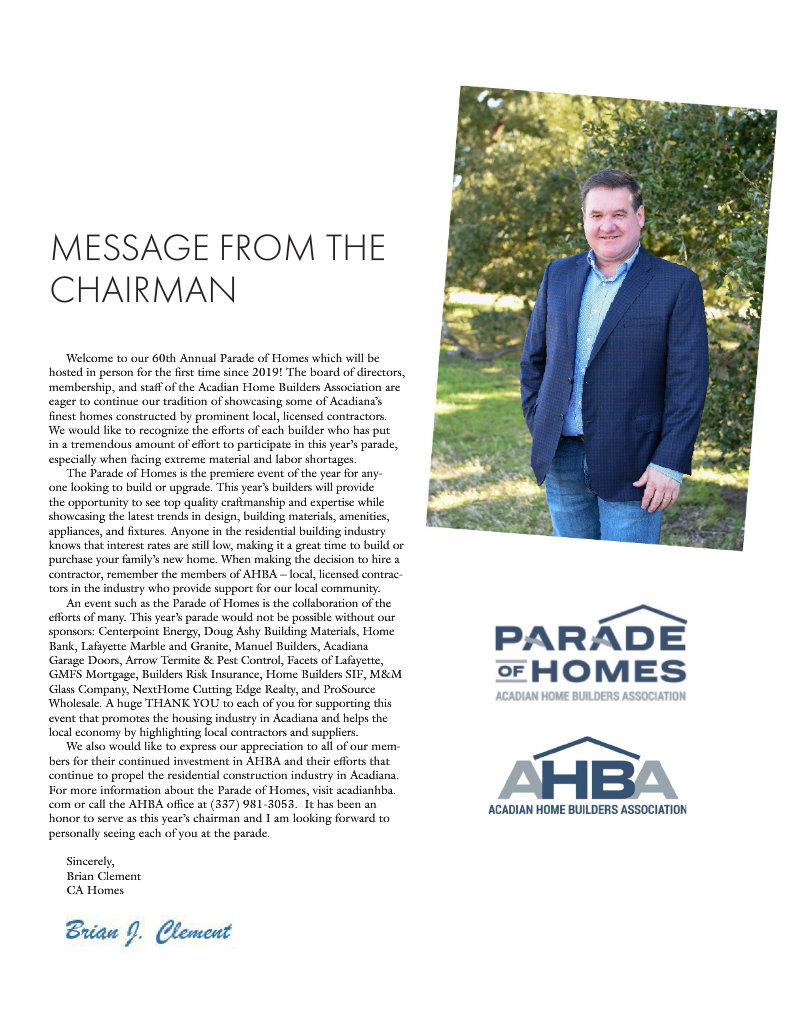 MESSAGE FROM THE
CHAIRMAN
Welcome to our 60th Annual Parade of Homes which will be
hosted in person for the first time since 2019! The board of directors,
membership, and staff of the Acadian Home Builders Association are
eager to continue our tradition of showcasing some of Acadiana's
finest homes constructed by prominent local, licensed contractors.
We would like to recognize the efforts of each builder who has put
in a tremendous amount of effort to participate in this year's parade,
especially when facing extreme material and labor shortages.
The Parade of Homes is the premiere event of the year for any-
one looking to build or upgrade. This year's builders will provide
the opportunity to see top quality craftmanship and expertise while
showcasing the latest trends in design, building materials, amenities,
appliances, and fixtures. Anyone in the residential building industry
knows that interest rates are still low, making it a great time to build or
purchase your family's new home. When making the decision to hire a
contractor, remember the members of AHBA – local, licensed contrac-
tors in the industry who provide support for our local community.
An event such as the Parade of Homes is the collaboration of the
efforts of many. This year's parade would not be possible without our
sponsors: Centerpoint Energy, Doug Ashy Building Materials, Home
Bank, Lafayette Marble and Granite, Manuel Builders, Acadiana
Garage Doors, Arrow Termite & Pest Control, Facets of Lafayette,
GMFS Mortgage, Builders Risk Insurance, Home Builders SIF, M&M
Glass Company, NextHome Cutting Edge Realty, and ProSource
Wholesale. A huge THANK YOU to each of you for supporting this
event that promotes the housing industry in Acadiana and helps the
local economy by highlighting local contractors and suppliers.
We also would like to express our appreciation to all of our mem-
bers for their continued investment in AHBA and their efforts that
continue to propel the residential construction industry in Acadiana.
For more information about the Parade of Homes, visit acadianhba.
com or call the AHBA office at (337) 981-3053.  It has been an
honor to serve as this year's chairman and I am looking forward to
personally seeing each of you at the parade.
Sincerely,
Brian Clement
CA Homes
Brian J. Clement
PARADE
OF HOMES
ACADIAN HOME BUILDERS ASSOCIATION
AHBA
ACADIAN HOME BUILDERS ASSOCIATION